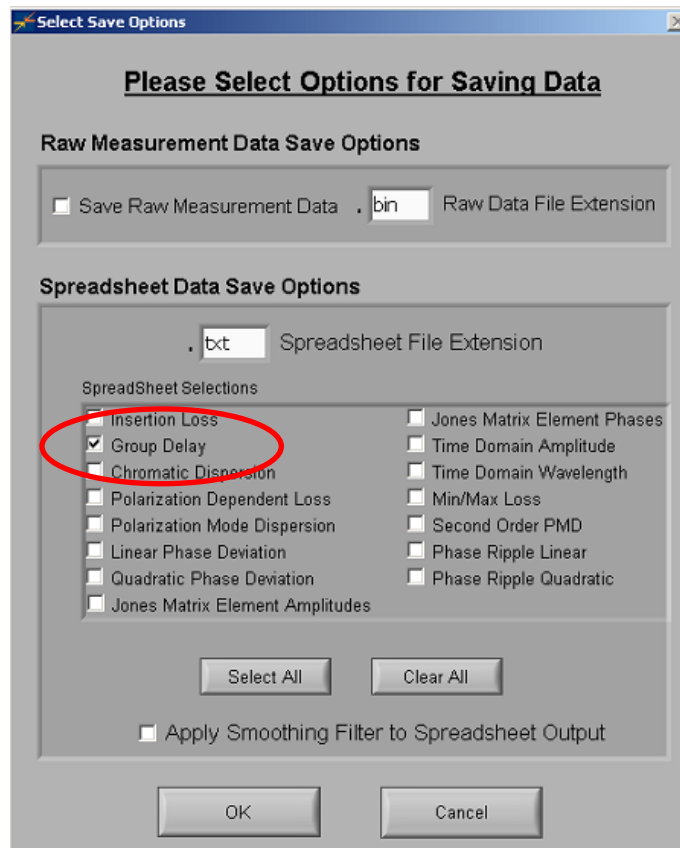 Select Save Options
Please Select Options for Saving Data
Raw Measurement Data Save Options
Save Raw Measurement Data . bin Raw Data File Extension
Spreadsheet Data Save Options
. txt Spreadsheet File Extension
SpreadSheet Selections
Insertion Loss
Group Delay
Chromatic Dispersion
Polarization Dependent Loss
Polarization Mode Dispersion
Linear Phase Deviation
Quadratic Phase Deviation
Jones Matrix Element Amplitudes
Jones Matrix Element Phases
Time Domain Amplitude
Time Domain Wavelength
Min/Max Loss
Second Order PMD
Phase Ripple Linear
Phase Ripple Quadratic
Select All Clear All
Apply Smoothing Filter to Spreadsheet Output
OK Cancel